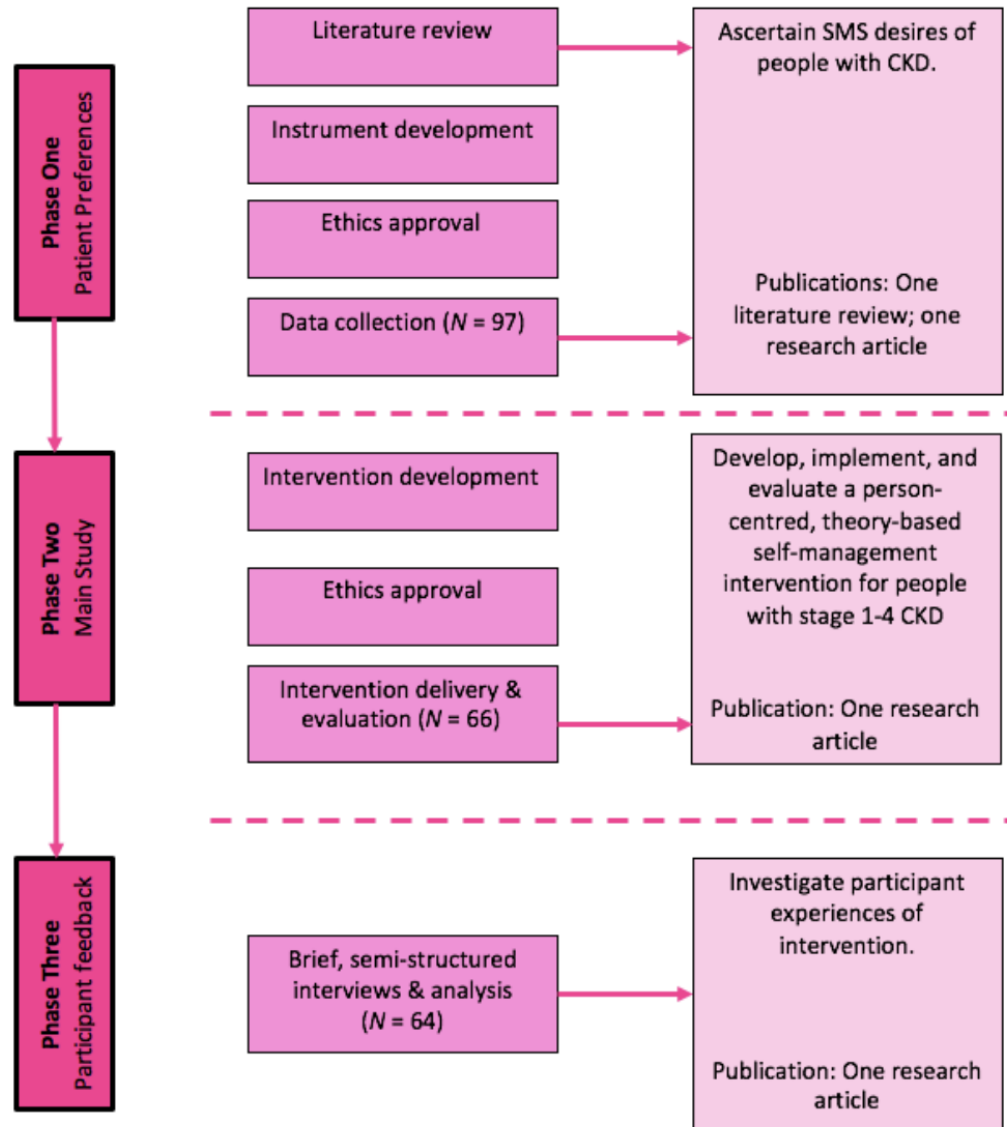 Phase One
Patient Preferences
Literature review
Instrument development
Ethics approval
Data collection (N = 97)
Ascertain SMS desires of
people with CKD.
Publications: One
literature review; one
research article
Phase Two
Main Study
Intervention development
Ethics approval
Intervention delivery &
evaluation (N = 66)
Develop, implement, and
evaluate a person-
centred, theory-based
self-management
intervention for people
with stage 1-4 CKD
Publication: One research
article
Phase Three
Participant feedback
Brief, semi-structured
interviews & analysis
(N = 64)
Investigate participant
experiences of
intervention.
Publication: One research
article